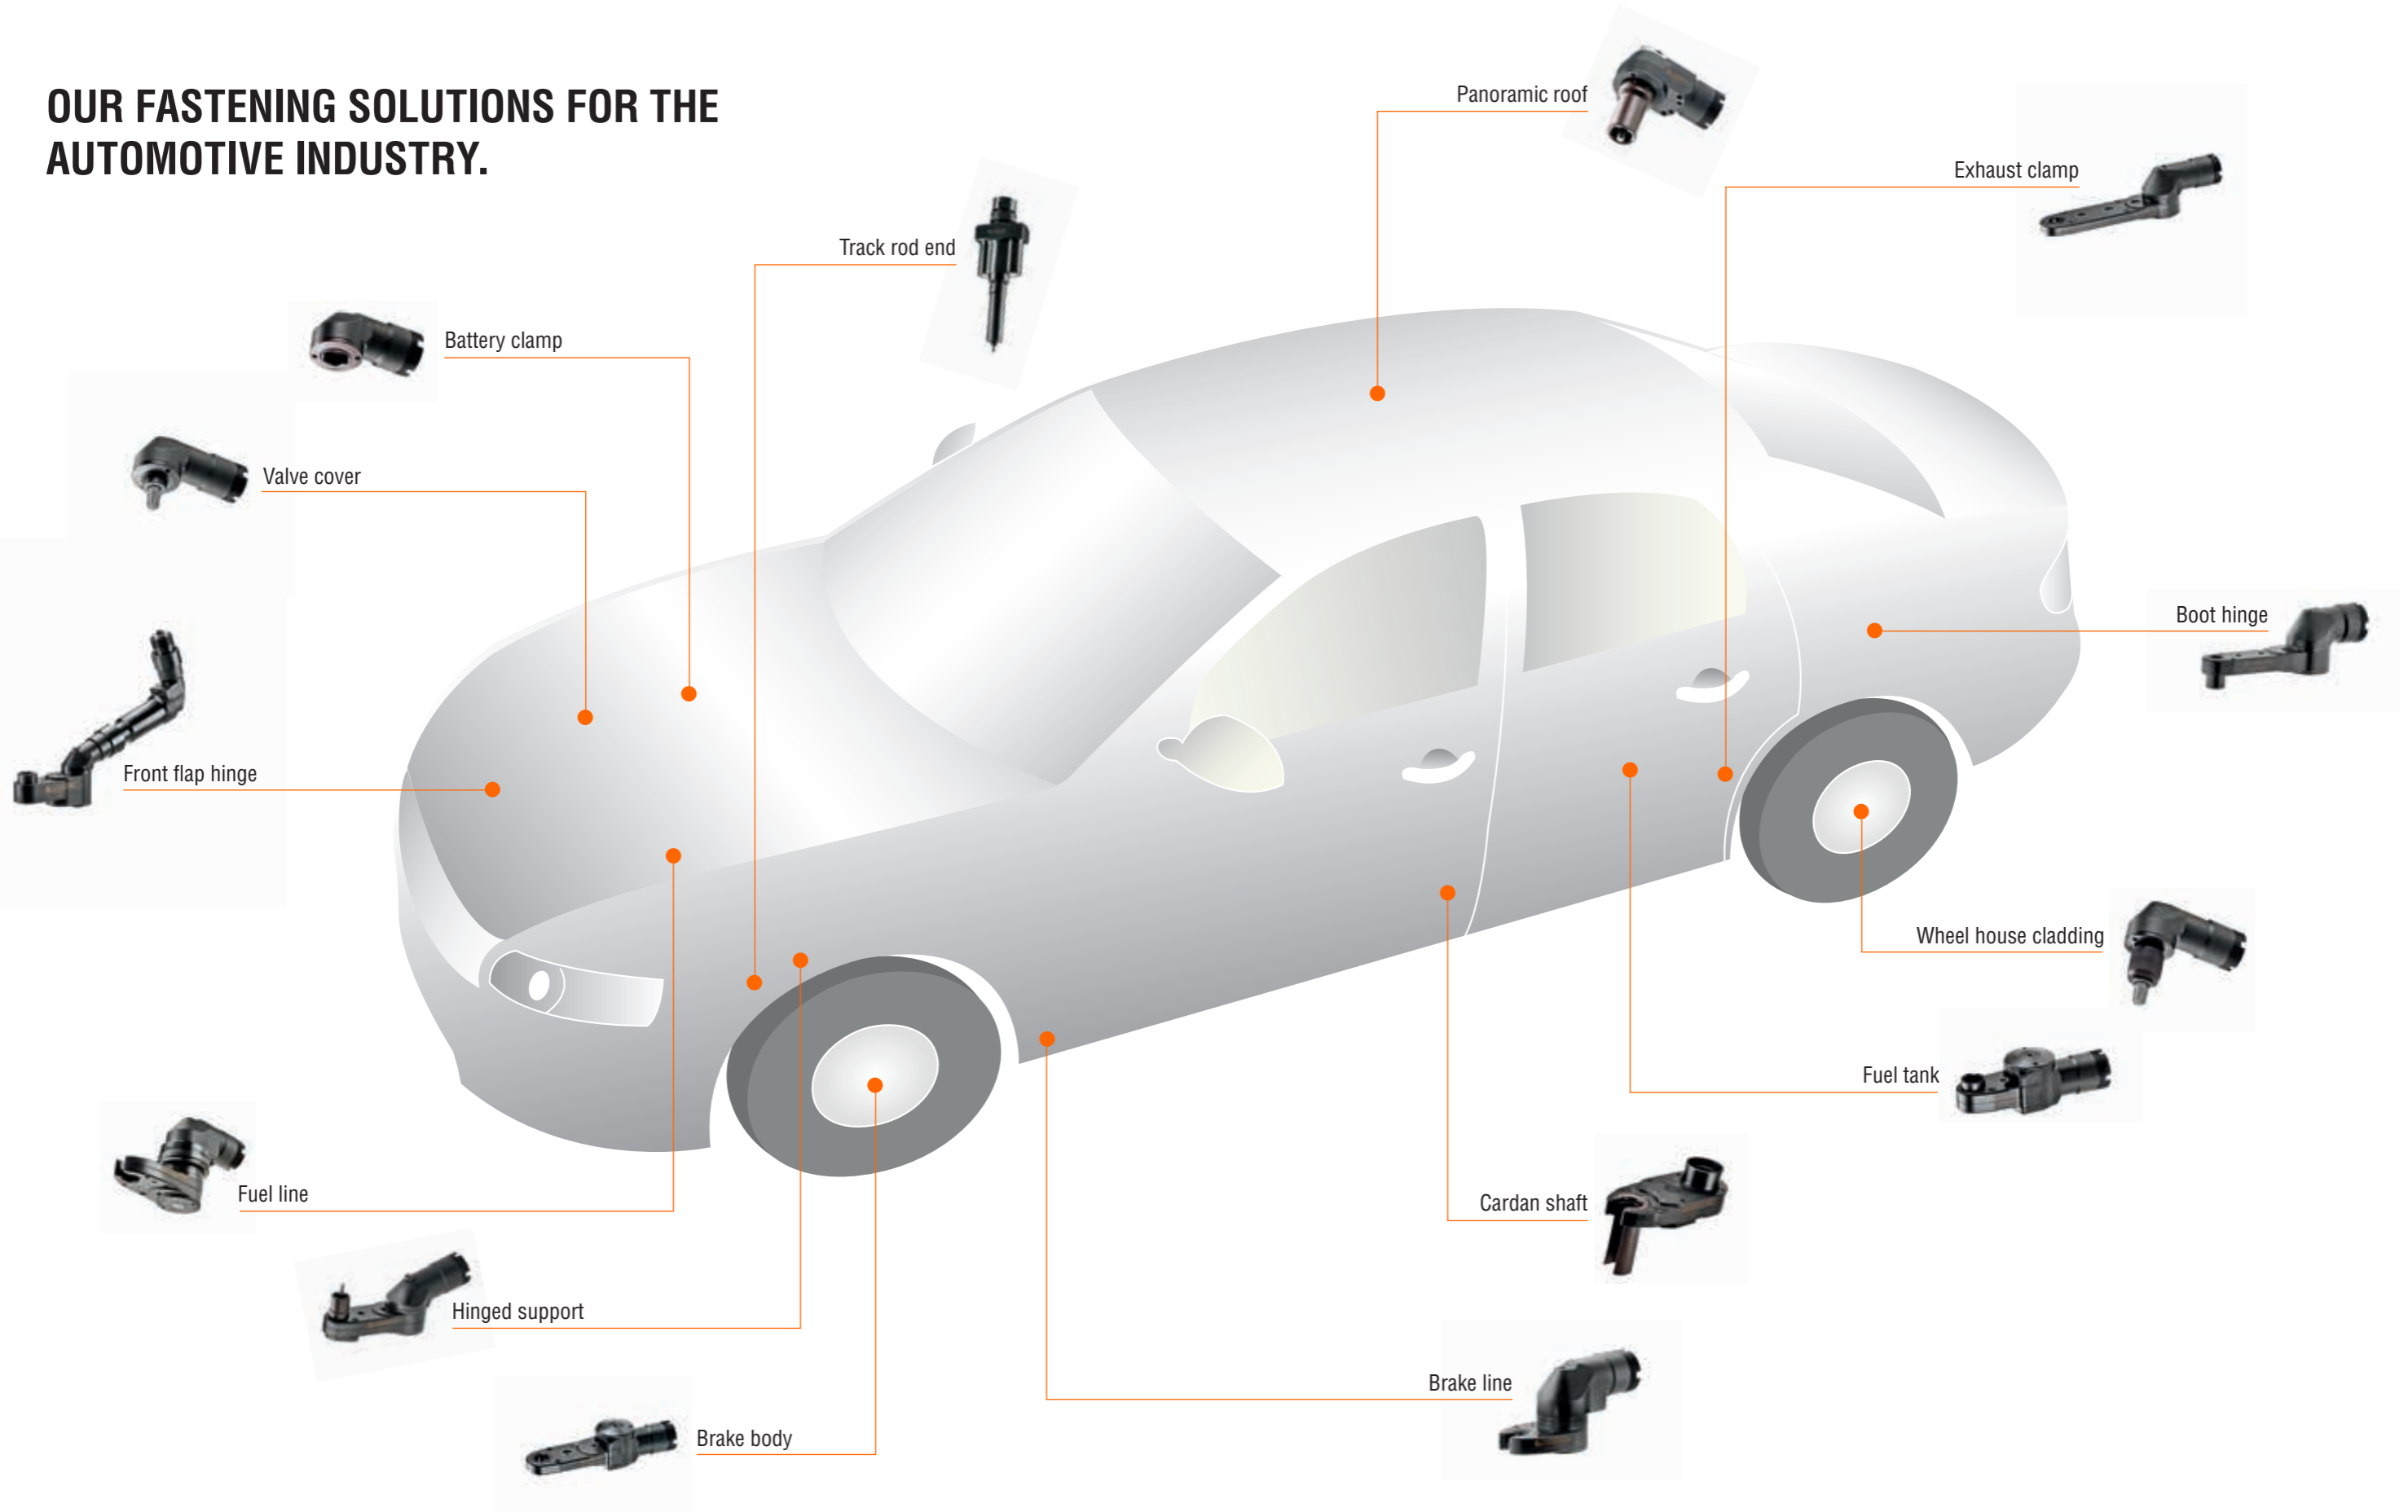 OUR FASTENING SOLUTIONS FOR THE
AUTOMOTIVE INDUSTRY.
Panoramic roof
Exhaust clamp
Track rod end
Battery clamp
Valve cover
Boot hinge
Front flap hinge
Wheel house cladding
Fuel tank
Fuel line
Cardan shaft
Hinged support
Brake line
Brake body